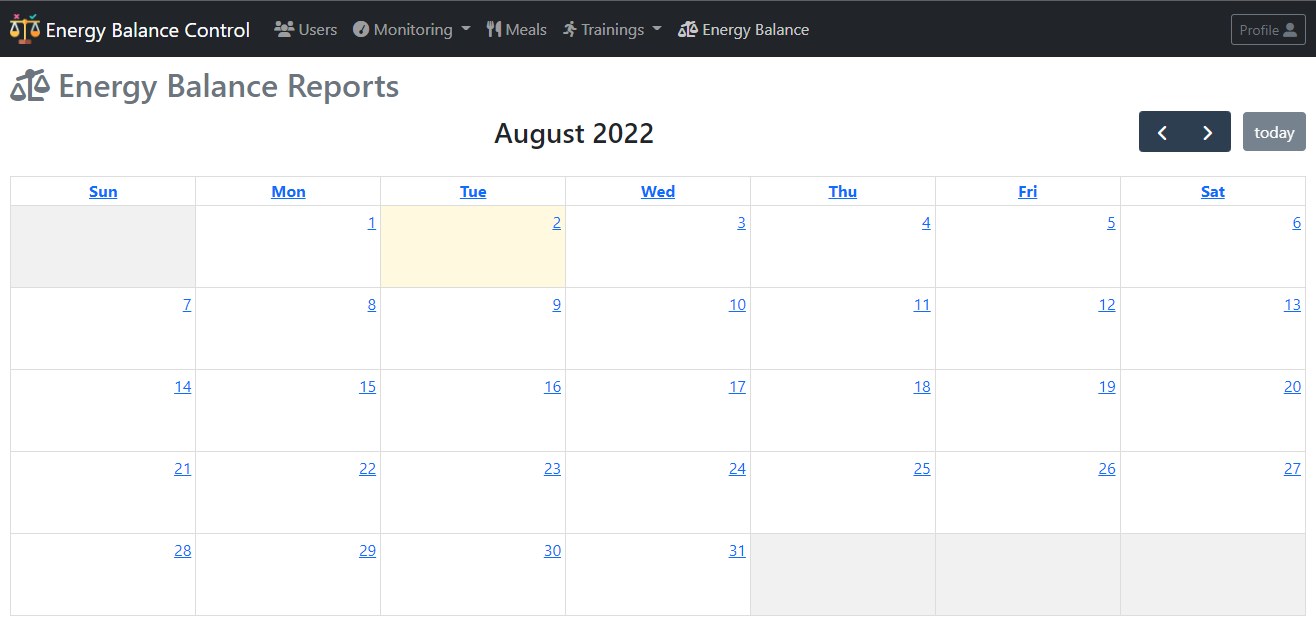 Energy Balance Control Users Monitoring Meals Trainings Energy Balance Profile
Energy Balance Reports
August 2022 today
Sun Mon Tue Wed Thu Fri Sat
1 2 3 4 5 6
7 8 9 10 11 12 13
14 15 16 17 18 19 20
21 22 23 24 25 26 27
28 29 30 31